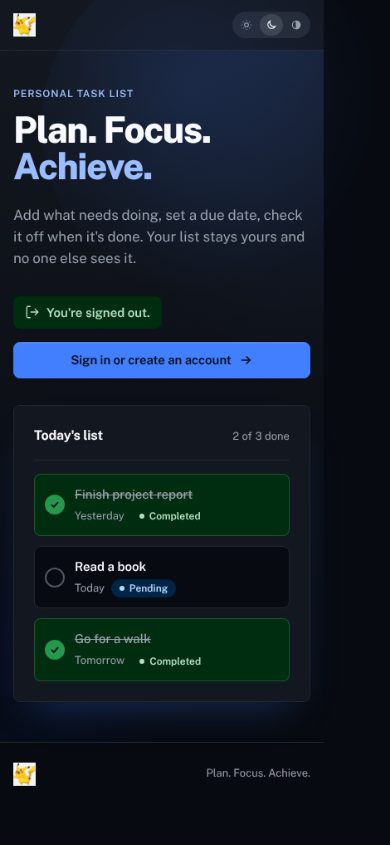 PERSONAL TASK LIST
Plan. Focus.
Achieve.
Add what needs doing, set a due date, check
it off when it's done. Your list stays yours and
no one else sees it.
You're signed out.
Sign in or create an account →
Today's list
2 of 3 done
Finish project report
Yesterday
Completed
Read a book
Today
Pending
Go for a walk
Tomorrow
Completed
Plan. Focus. Achieve.